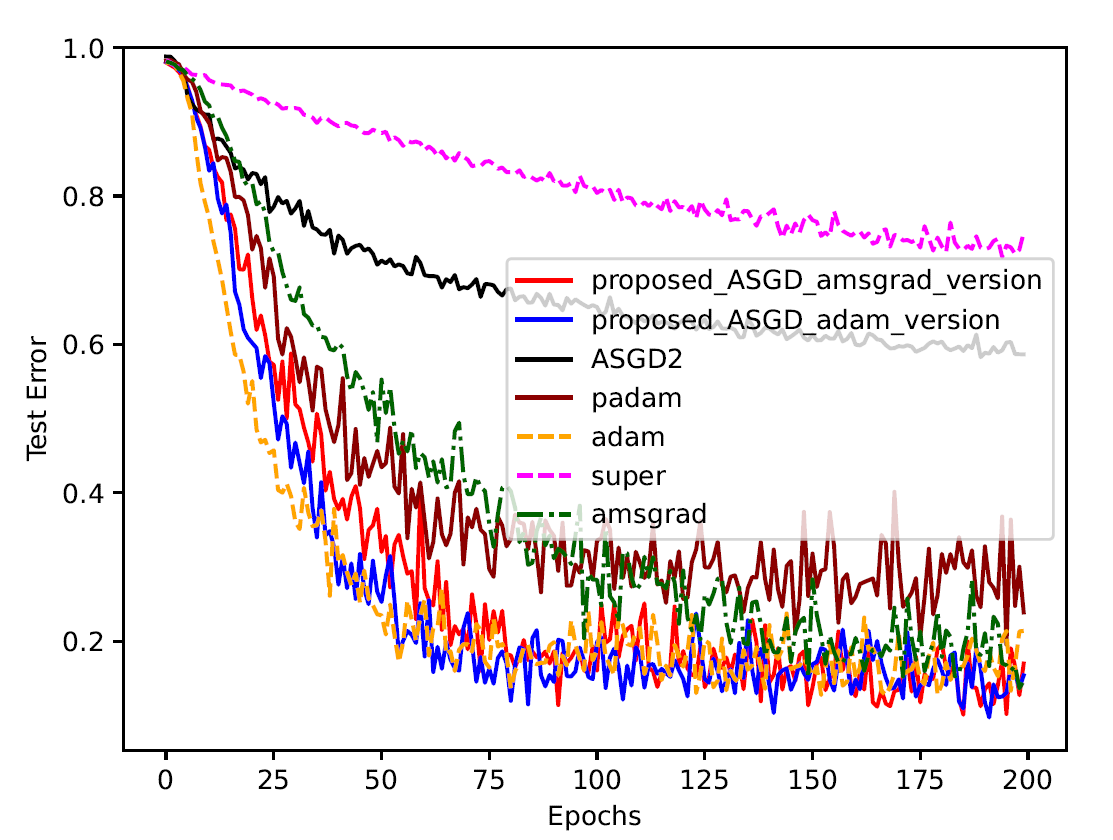 1.0
0.8
0.6
0.4
0.2
Test Error
proposed_ASGD_amsgrad_version
proposed_ASGD_adam_version
ASGD2
padam
adam
super
amsgrad
0 25 50 75 100 125 150 175 200
Epochs